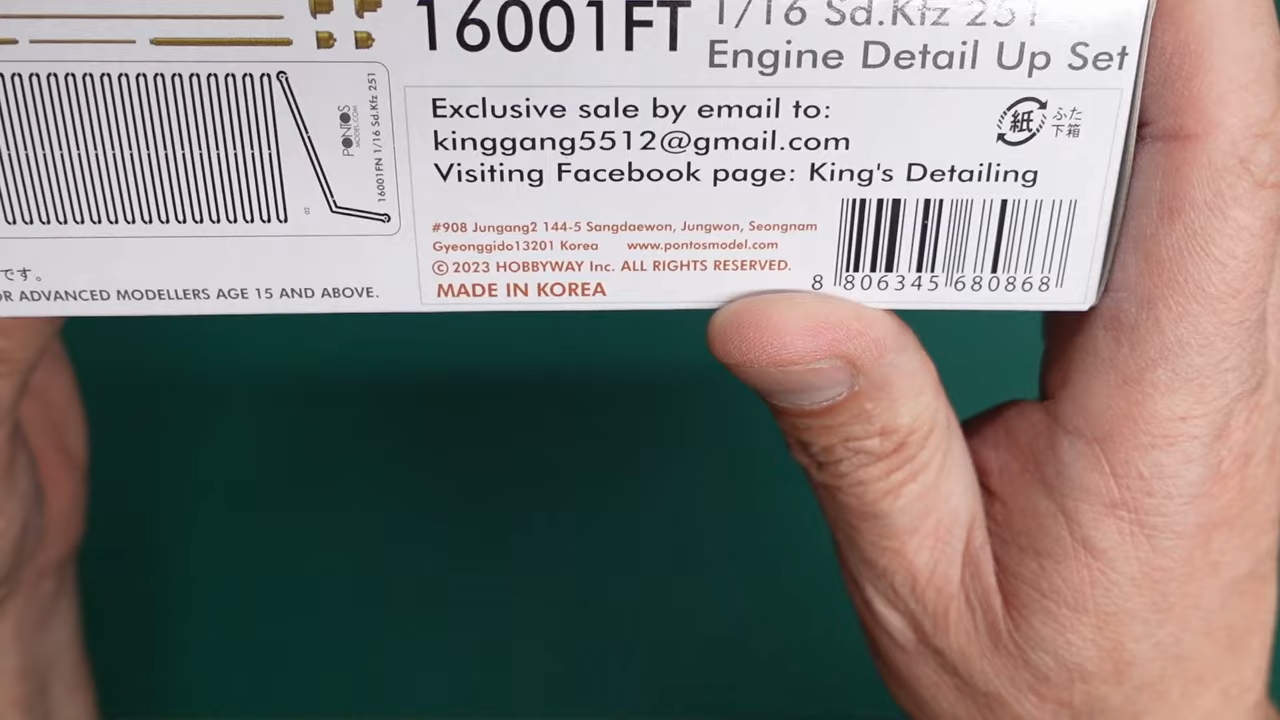 16001FT
1/16 Sd.Kfz 251
Engine Detail Up Set
PONTOS
MODEL.COM
16001FN 1/16 Sd.Kfz 251
Exclusive sale by email to:
kinggang5512@gmail.com
Visiting Facebook page: King's Detailing
紙
ふた
下箱
#908 Jungang2 144-5 Sangdaewon, Jungwon, Seongnam
Gyeonggido13201 Korea www.pontosmodel.com
©2023 HOBBYWAY Inc. ALL RIGHTS RESERVED.
MADE IN KOREA
8 806345 680868
です。
OR ADVANCED MODELLERS AGE 15 AND ABOVE.